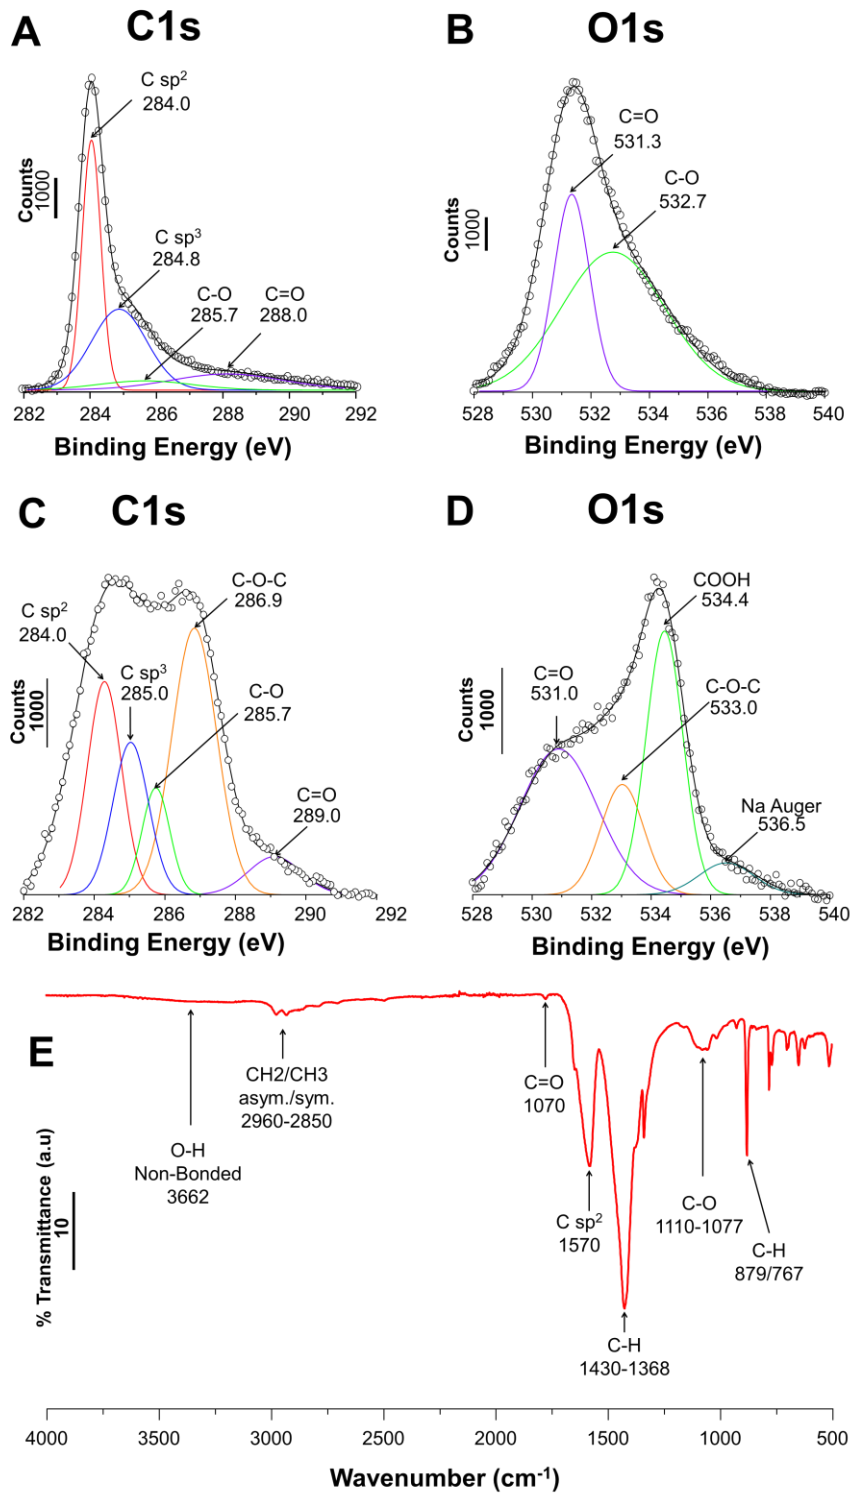 A
C1s
C sp2
284.0
Counts
1000
C sp3
284.8
C-O
285.7
C=O
288.0
282 284 286 288 290 292
Binding Energy (eV)
B
O1s
C=O
531.3
C-O
532.7
Counts
1000
528 530 532 534 536 538 540
Binding Energy (eV)
C
C1s
C-O-C
286.9
C sp2
284.0
C sp3
285.0
C-O
285.7
C=O
289.0
Counts
1000
282 284 286 288 290 292
Binding Energy (eV)
D
O1s
COOH
534.4
C=O
531.0
C-O-C
533.0
Na Auger
536.5
Counts
1000
528 530 532 534 536 538 540
Binding Energy (eV)
E
CH2/CH3
asym./sym.
2960-2850
O-H
Non-Bonded
3662
C=O
1070
C sp2
1570
C-O
1110-1077
C-H
879/767
C-H
1430-1368
% Transmittance (a.u)
10
4000 3500 3000 2500 2000 1500 1000 500
Wavenumber (cm-1)